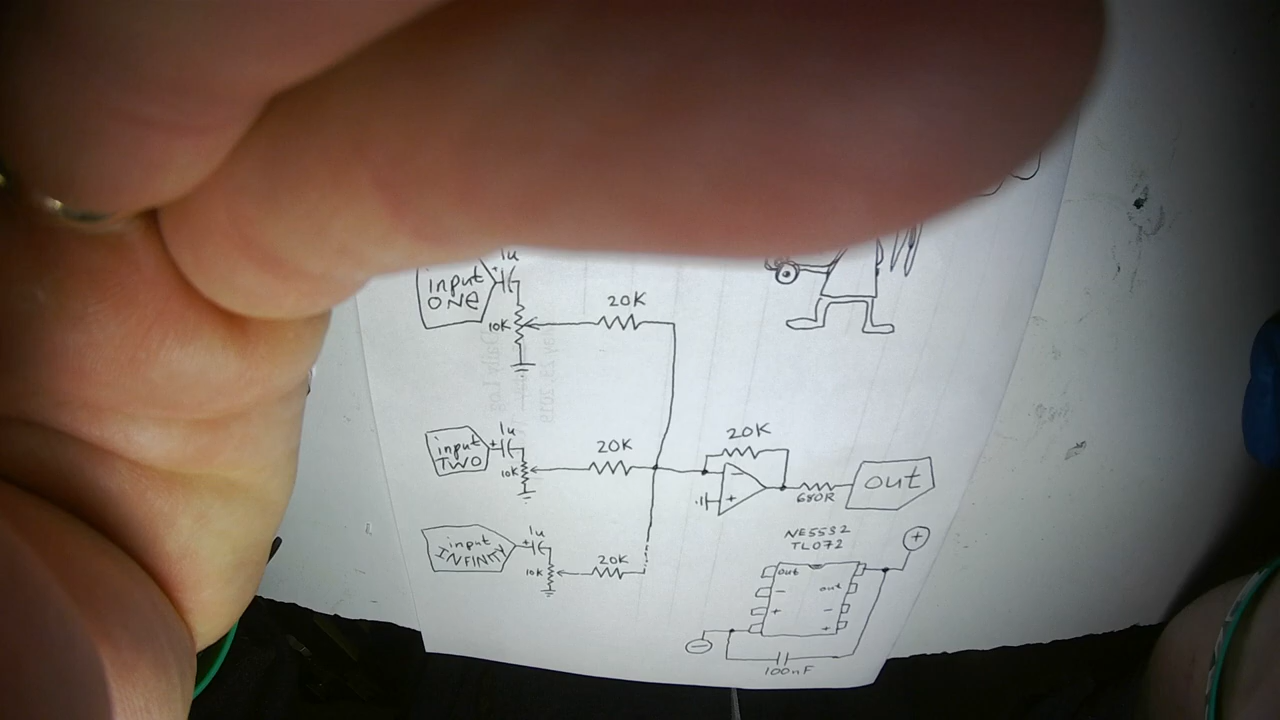 1u
input
ONE
10K
20K
1u
input
TWO
10K
20K
20K
-
+
680R
out
1u
input
INFINITY
10K
20K
NE5532
TL072
+
out
-
+
out
-
+
-
100nF